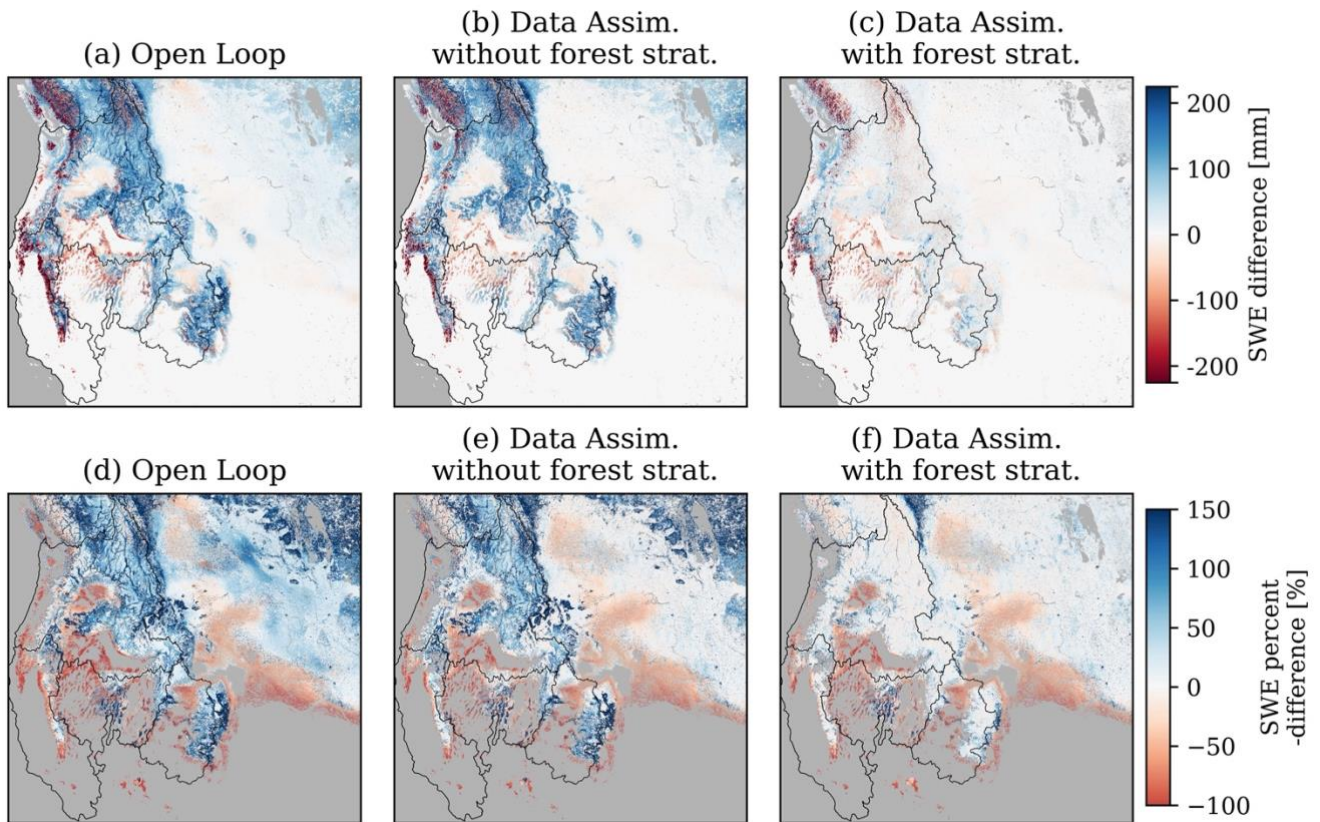 (a) Open Loop
(b) Data Assim.
without forest strat.
(c) Data Assim.
with forest strat.
200
100
0
-100
-200
SWE difference [mm]
(d) Open Loop
(e) Data Assim.
without forest strat.
(f) Data Assim.
with forest strat.
150
100
50
0
−50
−100
SWE percent
-difference [%]